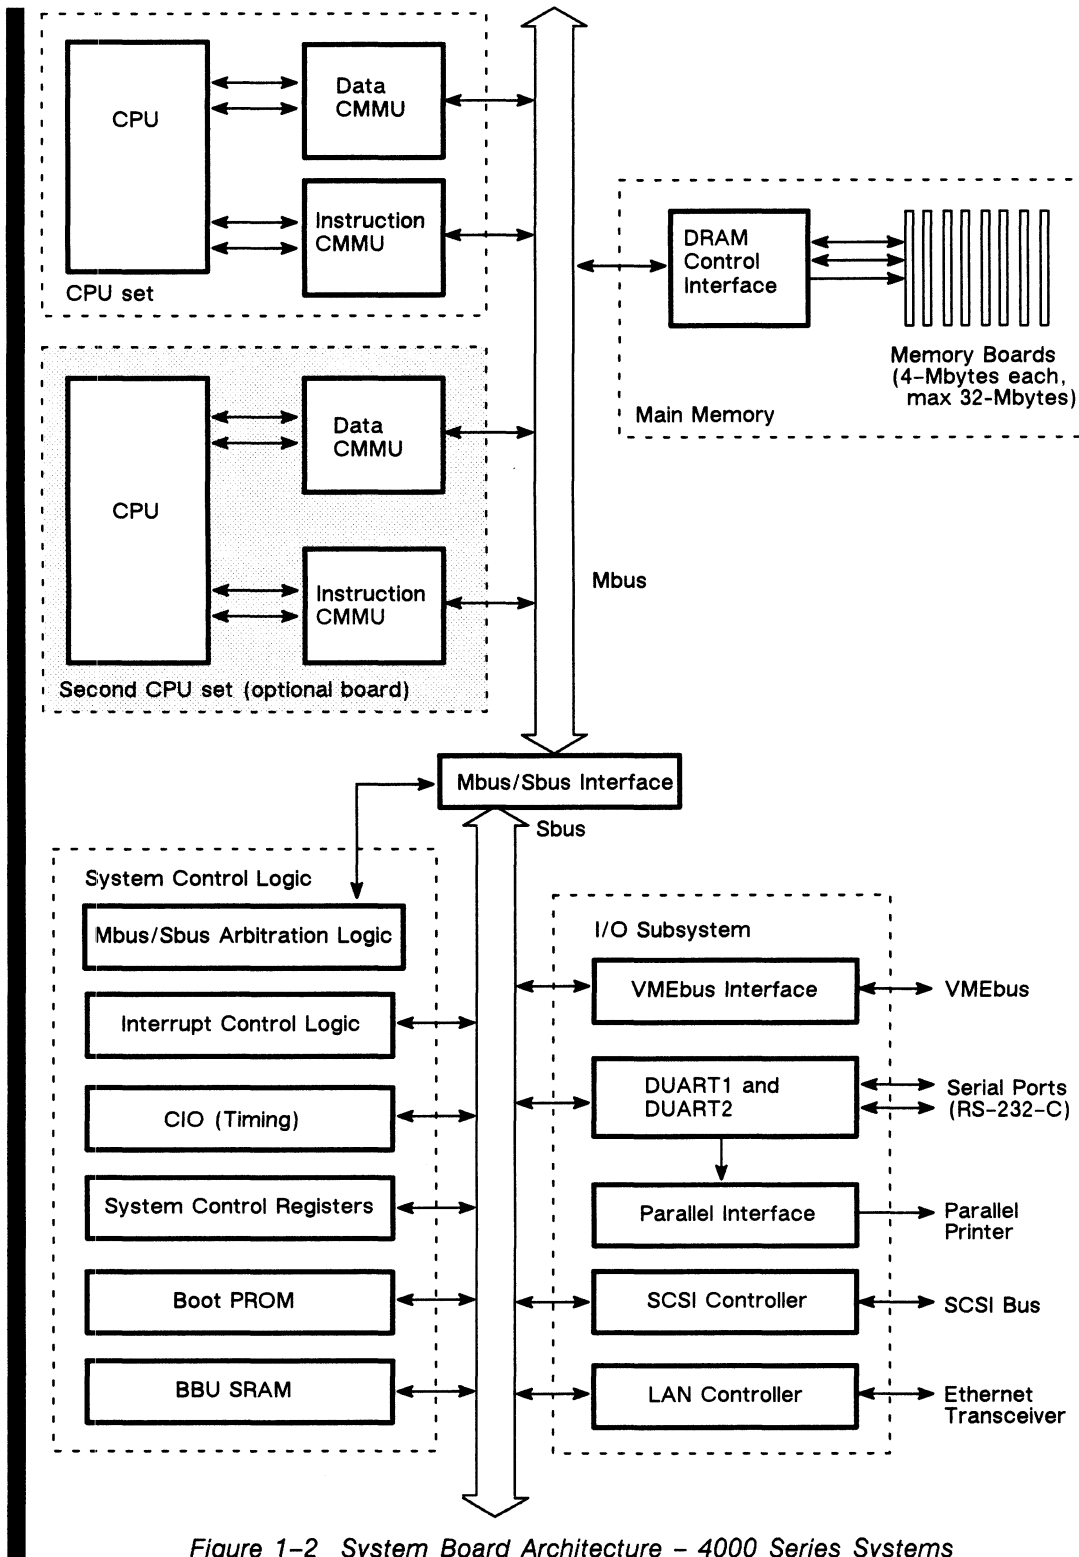 CPU
Data
CMMU
Instruction
CMMU
CPU set
DRAM
Control
Interface
Memory Boards
(4-Mbytes each,
max 32-Mbytes)
Main Memory
CPU
Data
CMMU
Instruction
CMMU
Second CPU set (optional board)
Mbus
Mbus/Sbus Interface
Sbus
System Control Logic
Mbus/Sbus Arbitration Logic
Interrupt Control Logic
CIO (Timing)
System Control Registers
Boot PROM
BBU SRAM
I/O Subsystem
VMEbus Interface
VMEbus
DUART1 and
DUART2
Serial Ports
(RS-232-C)
Parallel Interface
Parallel
Printer
SCSI Controller
SCSI Bus
LAN Controller
Ethernet
Transceiver
Figure 1-2 System Board Architecture - 4000 Series Systems